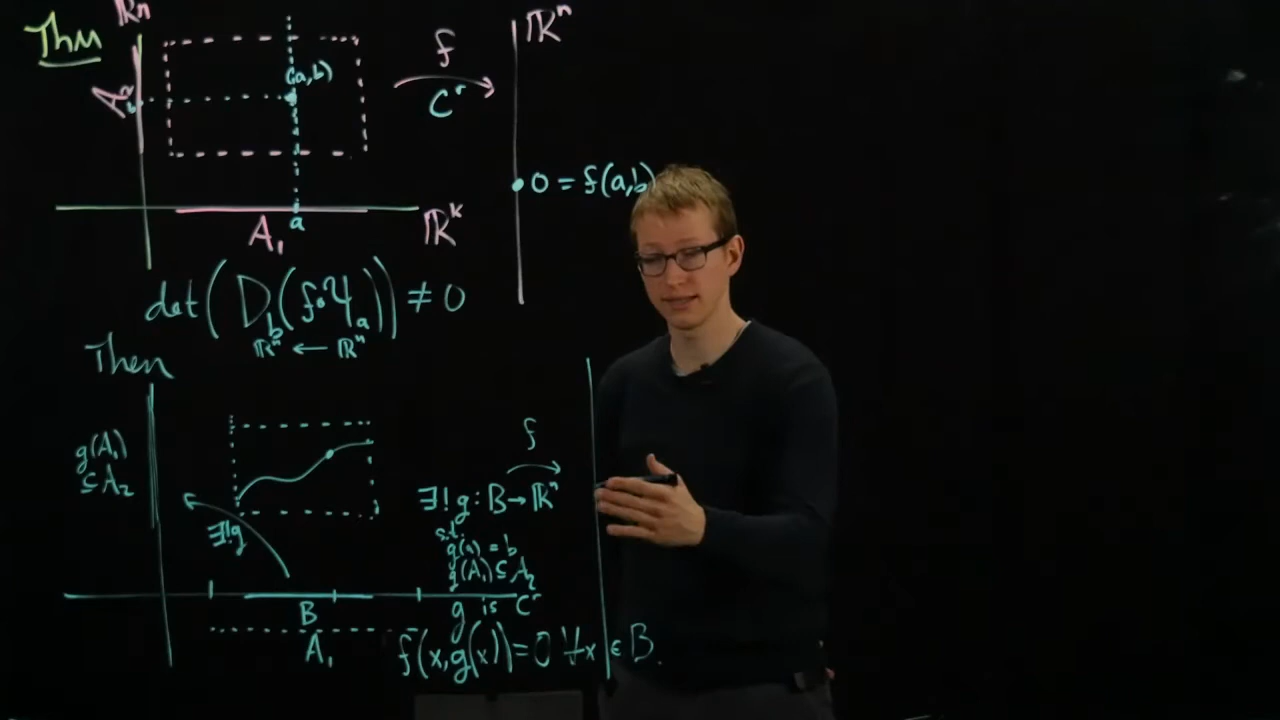 Thm
ℝⁿ
A₂
b
(a,b)
a
A₁
ℝᵏ
f
Cʳ
ℝⁿ
0 = f(a,b)
det(D_b(f∘Ψ_a)) ≠ 0
ℝⁿ ← ℝⁿ
Then
g(A₁)
⊆ A₂
∃!g
B
A₁
f
∃! g : B → ℝⁿ
s.t.
g(a) = b
g(A₁) ⊆ A₂
g is Cʳ
f(x,g(x)) = 0 ∀x ∈ B.